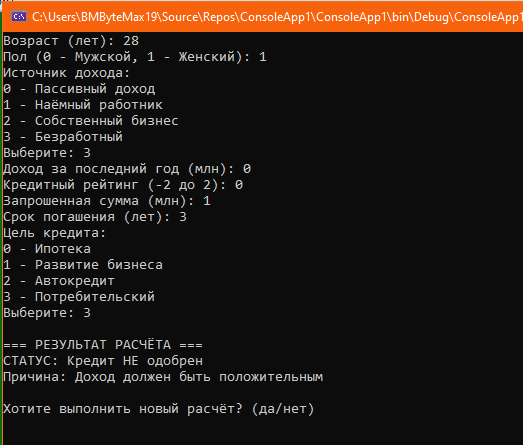 C:\Users\BMByteMax19\Source\Repos\ConsoleApp1\ConsoleApp1\bin\Debug\ConsoleApp1
Возраст (лет): 28
Пол (0 - Мужской, 1 - Женский): 1
Источник дохода:
0 - Пассивный доход
1 - Наёмный работник
2 - Собственный бизнес
3 - Безработный
Выберите: 3
Доход за последний год (млн): 0
Кредитный рейтинг (-2 до 2): 0
Запрошенная сумма (млн): 1
Срок погашения (лет): 3
Цель кредита:
0 - Ипотека
1 - Развитие бизнеса
2 - Автокредит
3 - Потребительский
Выберите: 3
=== РЕЗУЛЬТАТ РАСЧЁТА ===
СТАТУС: Кредит НЕ одобрен
Причина: Доход должен быть положительным
Хотите выполнить новый расчёт? (да/нет)